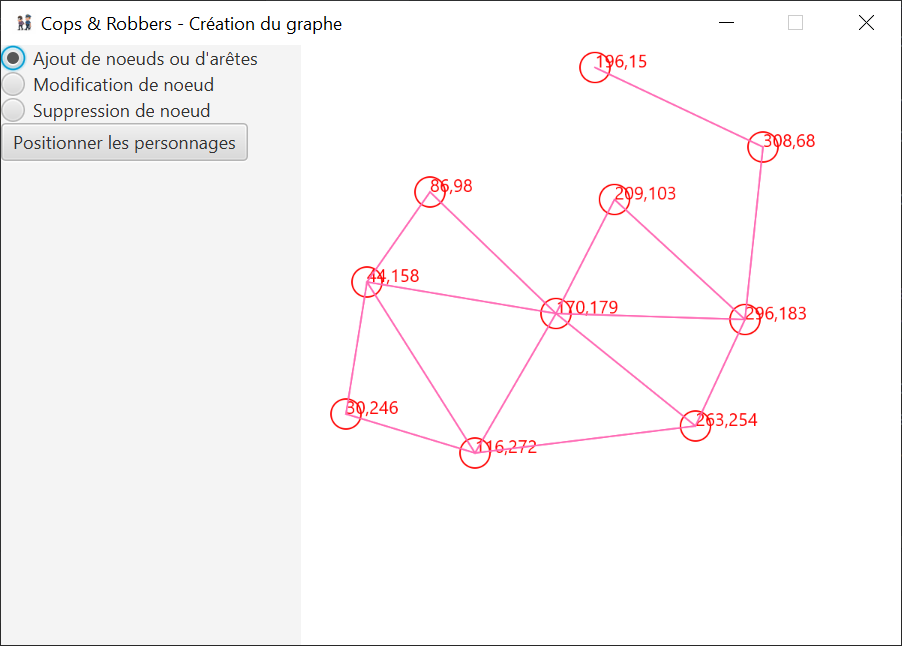 Cops & Robbers - Création du graphe
Ajout de noeuds ou d'arêtes
Modification de noeud
Suppression de noeud
Positionner les personnages
196,15
308,68
86,98
209,103
44,158
170,179
296,183
30,246
263,254
116,272